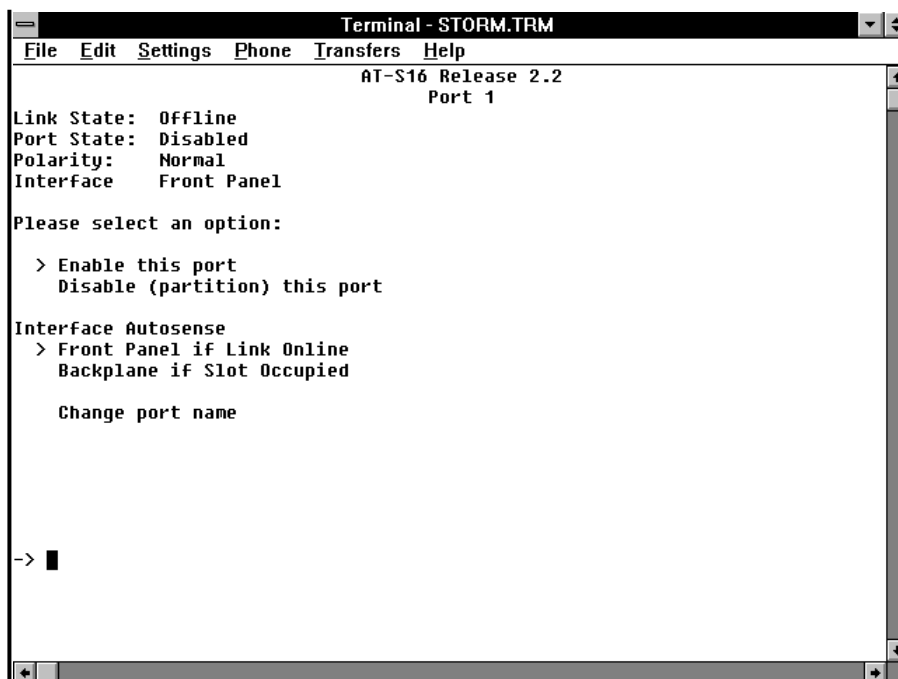 Terminal - STORM.TRM
File Edit Settings Phone Transfers Help
AT-S16 Release 2.2
Port 1
Link State: Offline
Port State: Disabled
Polarity: Normal
Interface Front Panel
Please select an option:
> Enable this port
Disable (partition) this port
Interface Autosense
> Front Panel if Link Online
Backplane if Slot Occupied
Change port name
->